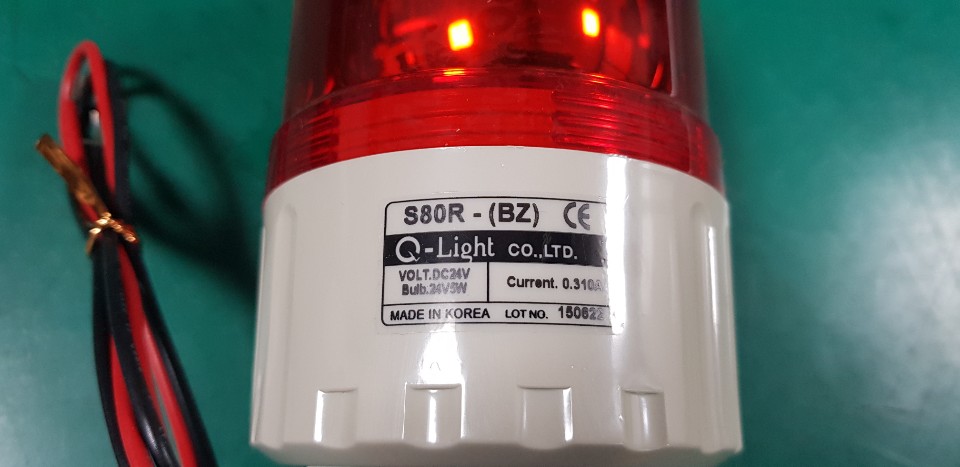 S80R - (BZ) CE
Q-Light CO.,LTD.
VOLT.DC24V
Bulb.24V5W
Current. 0.310A
MADE IN KOREA LOT NO. 150622